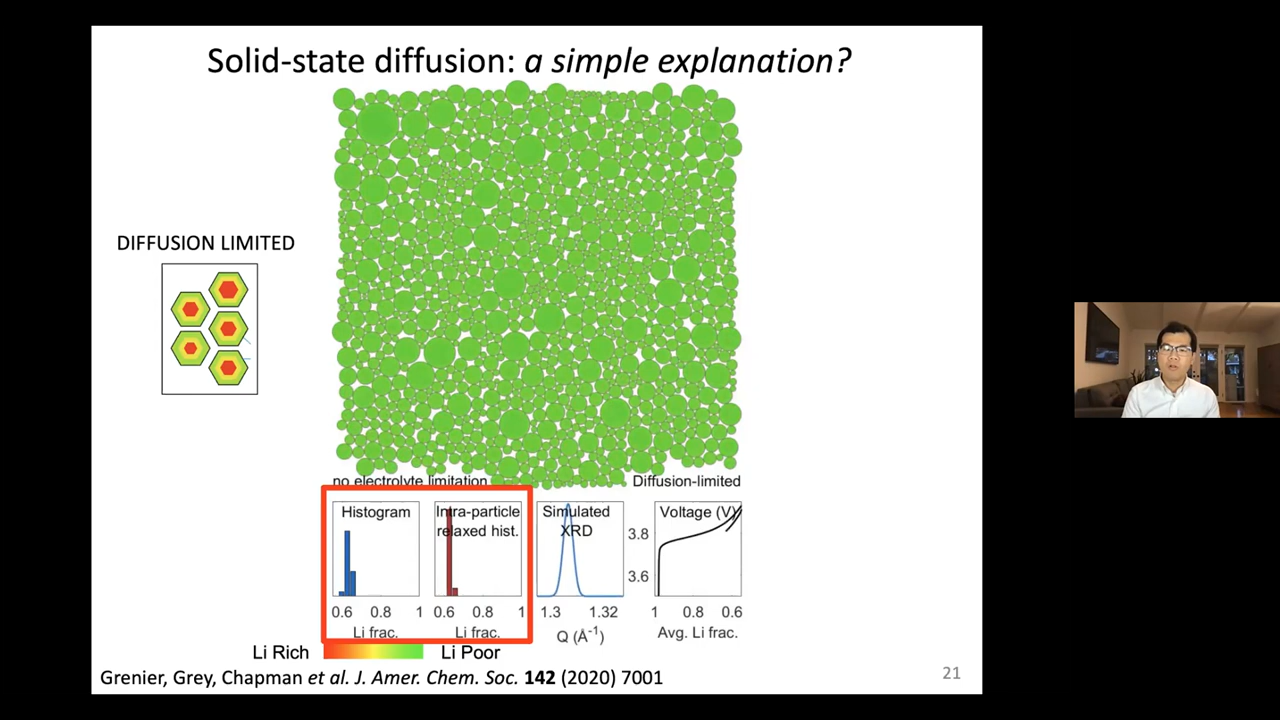 Solid-state diffusion: a simple explanation?
DIFFUSION LIMITED
no electrolyte limitation
Diffusion-limited
Histogram
0.6 0.8 1
Li frac.
Intra-particle
relaxed hist.
0.6 0.8 1
Li frac.
Simulated
XRD
1.3 1.32
Q (Å⁻¹)
Voltage (V)
3.8
3.6
1 0.8 0.6
Avg. Li frac.
Li Rich
Li Poor
Grenier, Grey, Chapman et al. J. Amer. Chem. Soc. 142 (2020) 7001
21